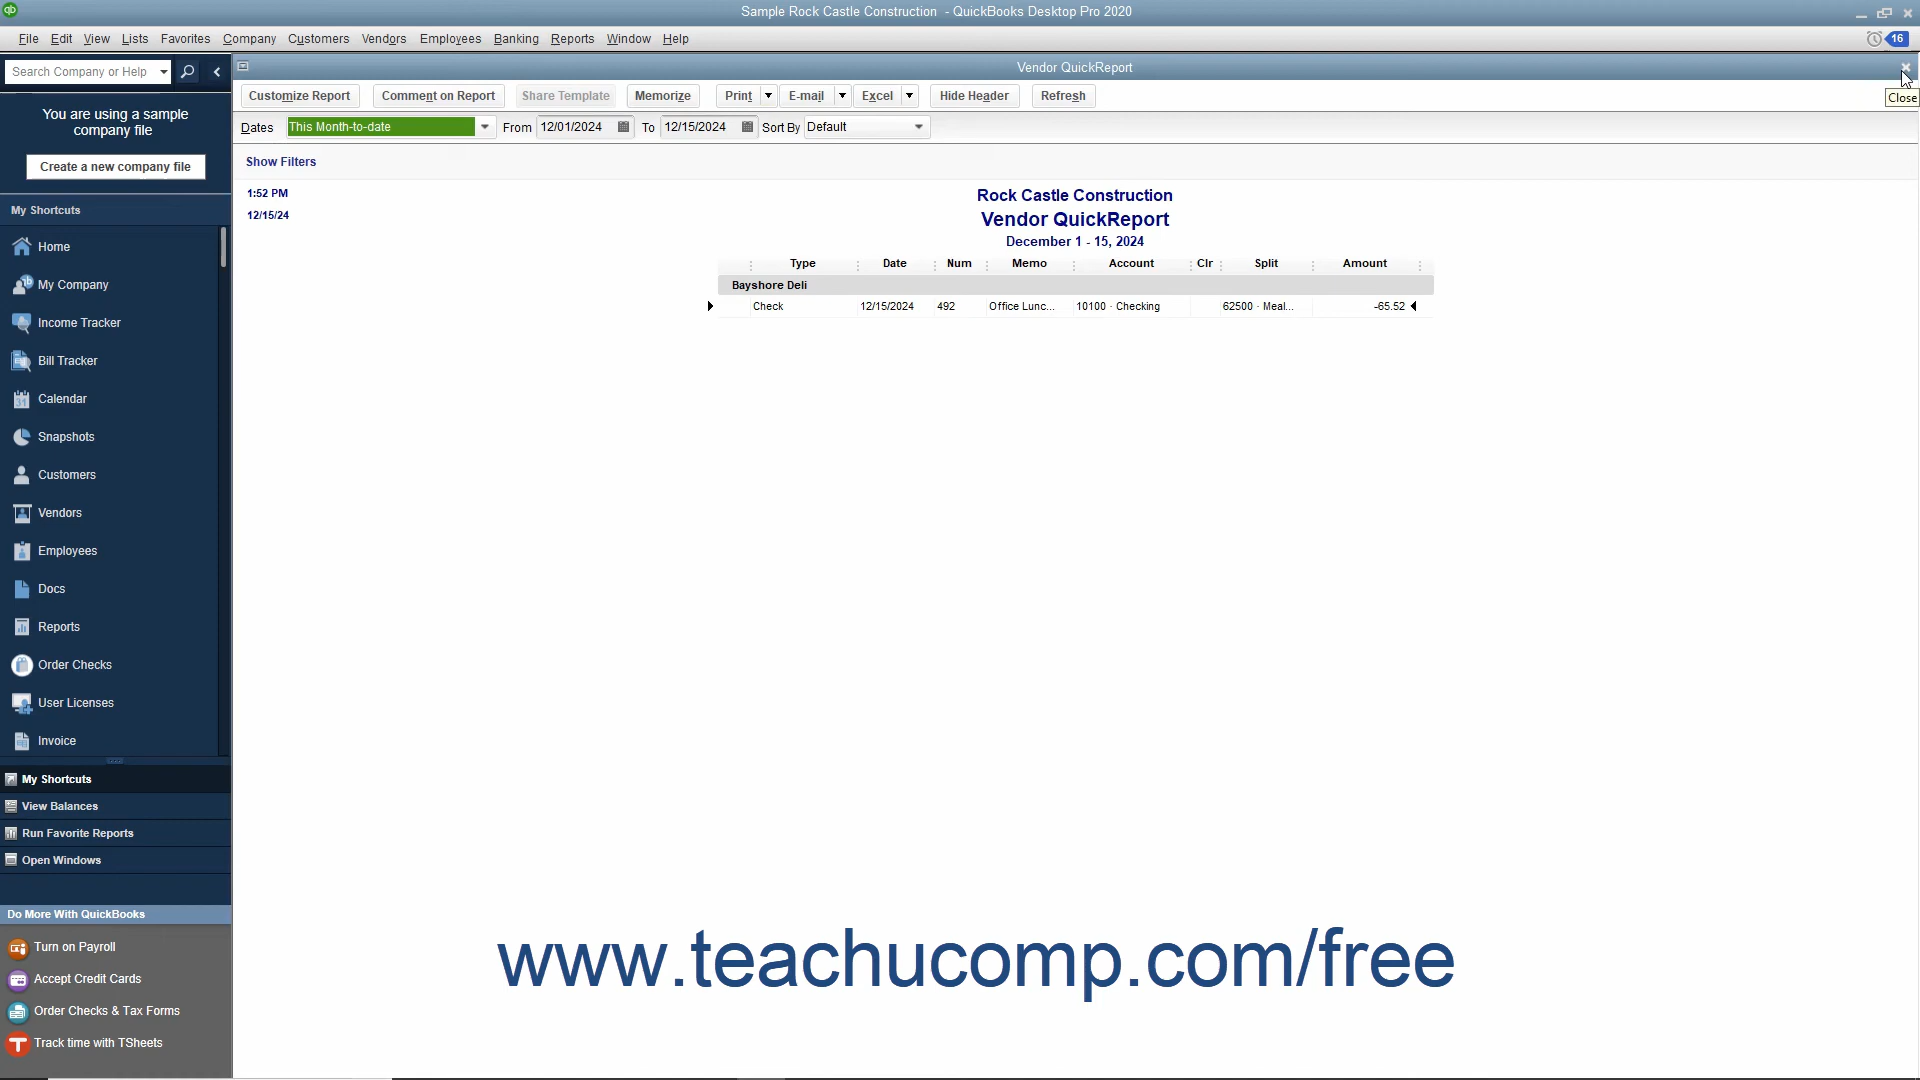 Sample Rock Castle Construction - QuickBooks Desktop Pro 2020
File Edit View Lists Favorites Company Customers Vendors Employees Banking Reports Window Help
16
Search Company or Help
Vendor QuickReport
Close
You are using a sample
company file
Create a new company file
Customize Report Comment on Report Share Template Memorize Print E-mail Excel Hide Header Refresh
Dates This Month-to-date From 12/01/2024 To 12/15/2024 Sort By Default
Show Filters
1:52 PM
12/15/24
Rock Castle Construction
Vendor QuickReport
December 1 - 15, 2024
Type Date Num Memo Account Clr Split Amount
Bayshore Deli
Check 12/15/2024 492 Office Lunc... 10100 · Checking 62500 · Meal... -65.52
My Shortcuts
Home
My Company
Income Tracker
Bill Tracker
Calendar
Snapshots
Customers
Vendors
Employees
Docs
Reports
Order Checks
User Licenses
Invoice
My Shortcuts
View Balances
Run Favorite Reports
Open Windows
Do More With QuickBooks
Turn on Payroll
Accept Credit Cards
Order Checks & Tax Forms
Track time with TSheets
www.teachucomp.com/free